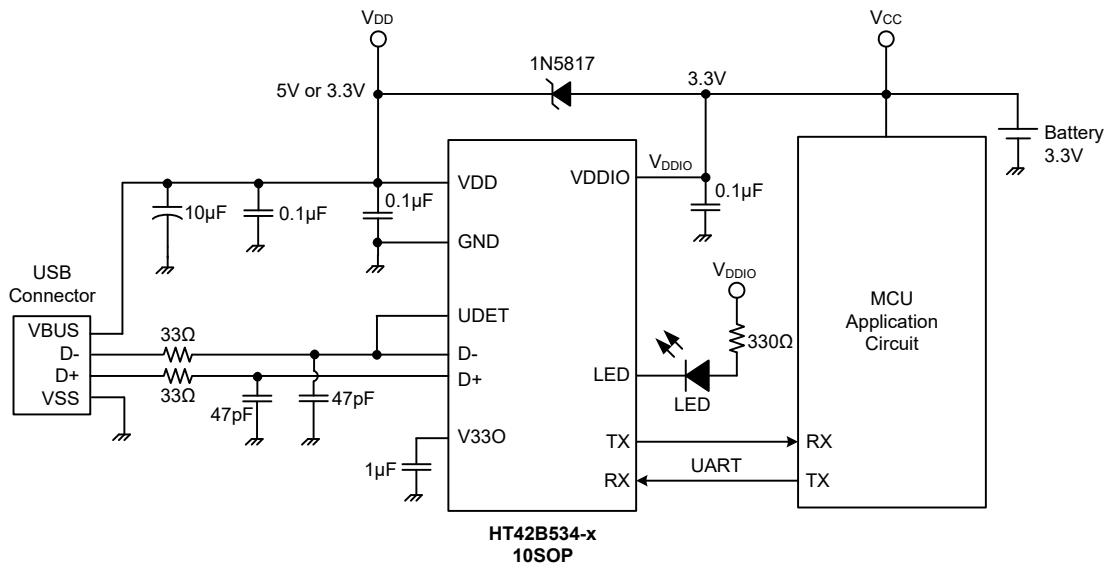 VDD
VCC
1N5817
5V or 3.3V
3.3V
Battery
3.3V
VDD
VDDIO
VDDIO
0.1µF
10µF
0.1µF
0.1µF
GND
USB
Connector
VDDIO
MCU
Application
Circuit
UDET
VBUS
33Ω
330Ω
D-
D-
D+
D+
LED
33Ω
LED
VSS
47pF
47pF
V33O
TX
RX
1µF
UART
RX
TX
HT42B534-x
10SOP